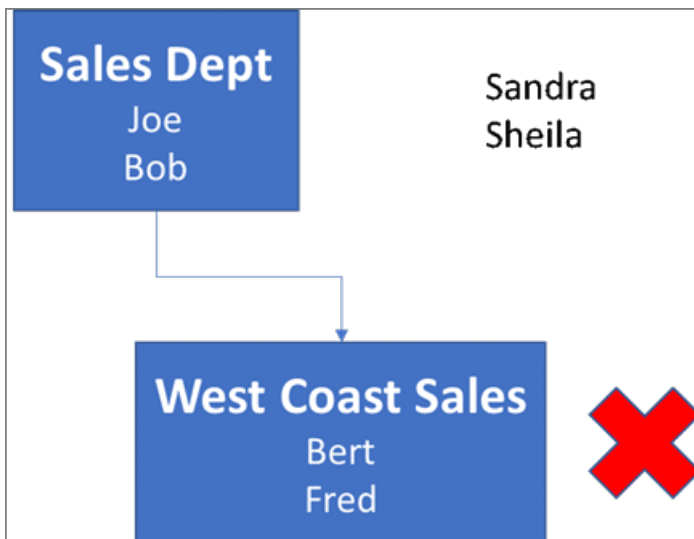 Sales Dept
Joe
Bob
Sandra
Sheila
West Coast Sales
Bert
Fred